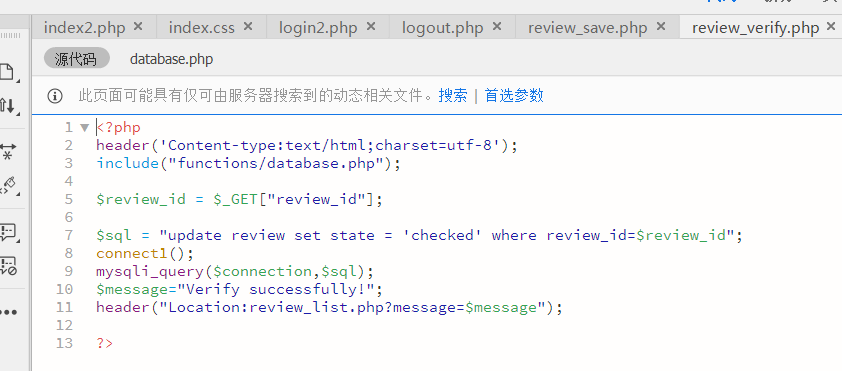 index2.php × index.css × login2.php × logout.php × review_save.php × review_verify.php ×
源代码 database.php
此页面可能具有仅可由服务器搜索到的动态相关文件。搜索 | 首选参数
1 <?php
2 header('Content-type:text/html;charset=utf-8');
3 include("functions/database.php");
4
5 $review_id = $_GET["review_id"];
6
7 $sql = "update review set state = 'checked' where review_id=$review_id";
8 connect1();
9 mysqli_query($connection,$sql);
10 $message="Verify successfully!";
11 header("Location:review_list.php?message=$message");
12
13 ?>